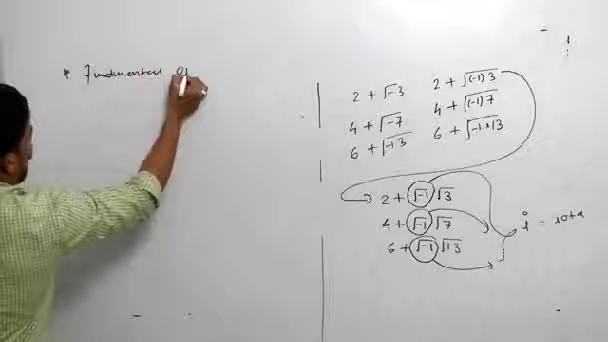 * Fundamental Of
2 + √-3 2 + √(-1)3
4 + √-7 4 + √(-1)7
6 + √-13 6 + √(-1)13
2 + √-1 √3
4 + √-1 √7 i = iota
6 + √-1 √13